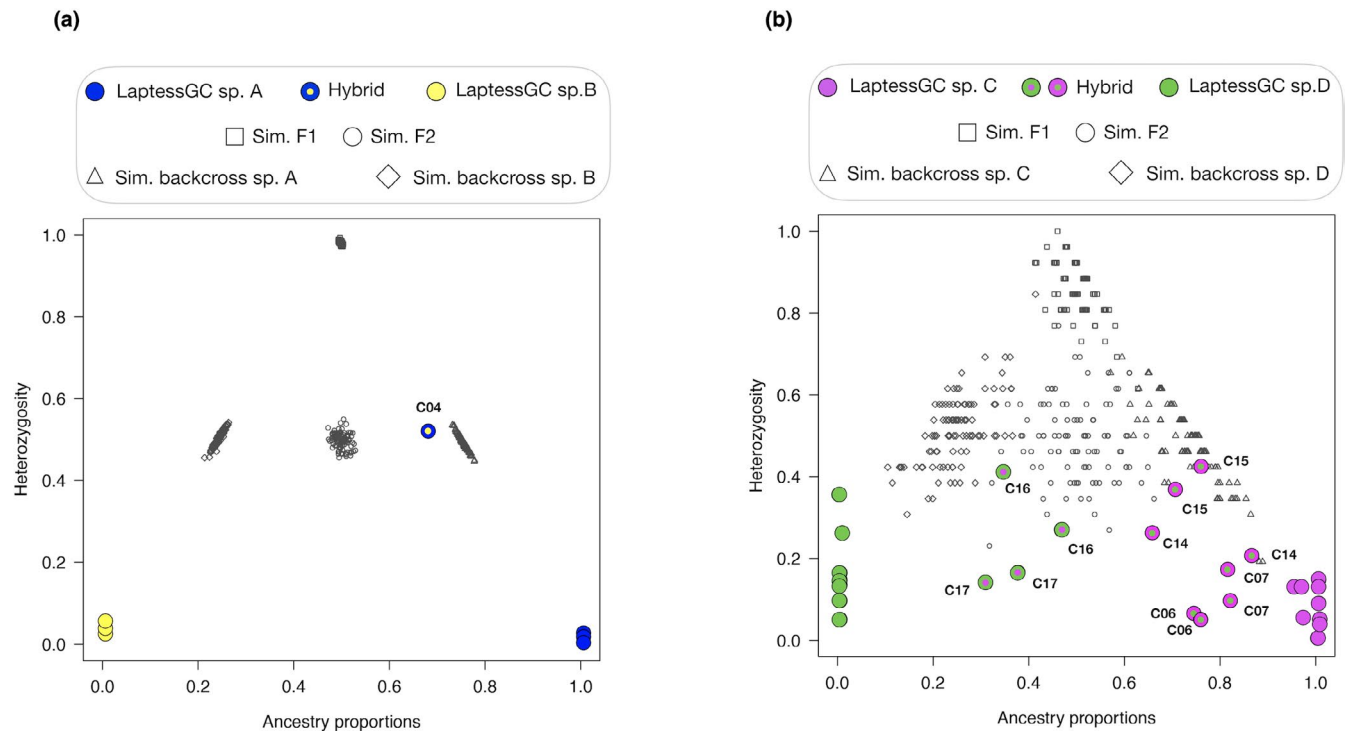 (a)
LaptessGC sp. A Hybrid LaptessGC sp.B
Sim. F1 Sim. F2
Sim. backcross sp. A Sim. backcross sp. B
1.0
0.8
0.6
0.4
0.2
0.0
Heterozygosity
C04
0.0 0.2 0.4 0.6 0.8 1.0
Ancestry proportions
(b)
LaptessGC sp. C Hybrid LaptessGC sp.D
Sim. F1 Sim. F2
Sim. backcross sp. C Sim. backcross sp. D
1.0
0.8
0.6
0.4
0.2
0.0
Heterozygosity
C15
C16
C15
C16
C14
C14
C17
C17
C07
C07
C06
C06
0.0 0.2 0.4 0.6 0.8 1.0
Ancestry proportions